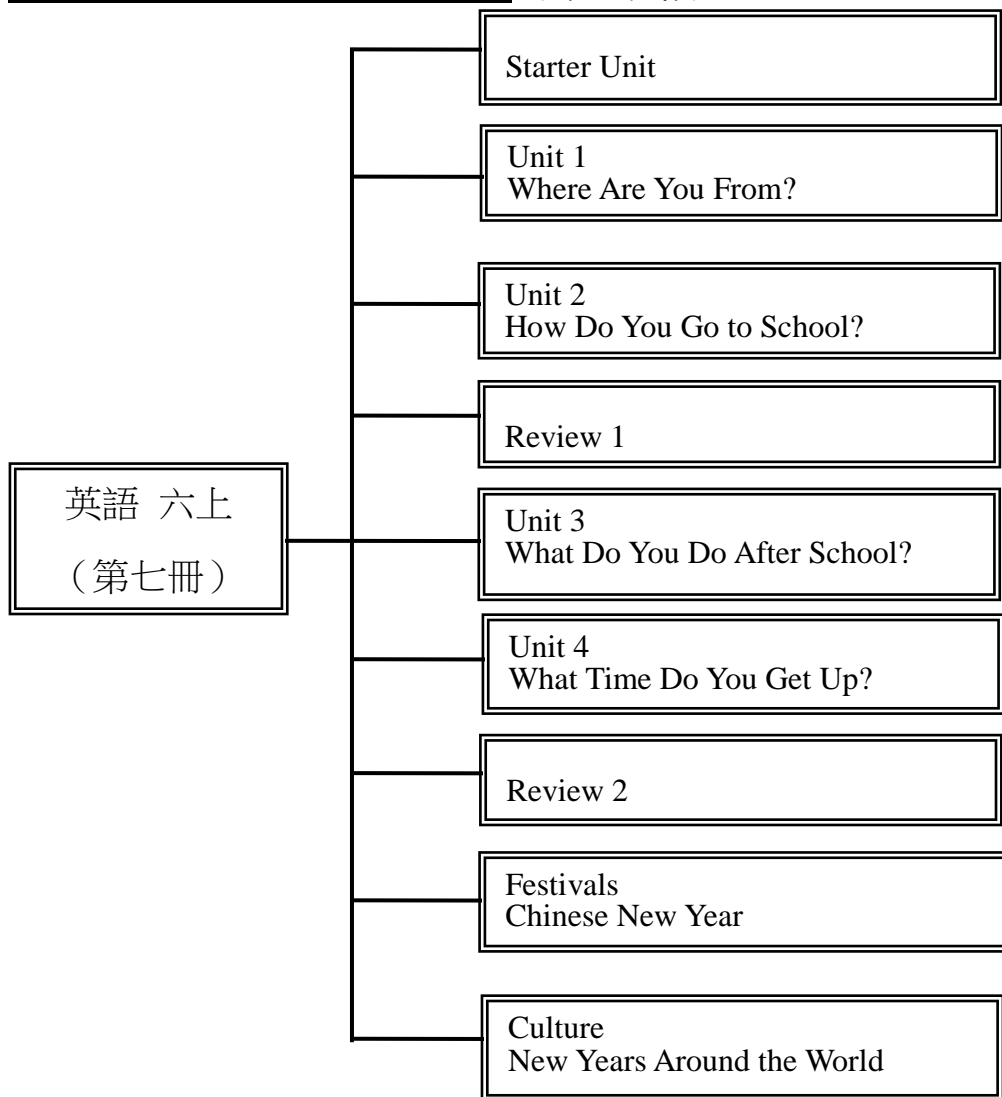 Starter Unit
Unit 1
Where Are You From?
Unit 2
How Do You Go to School?
Review 1
英語 六上
（第七冊）
Unit 3
What Do You Do After School?
Unit 4
What Time Do You Get Up?
Review 2
Festivals
Chinese New Year
Culture
New Years Around the World